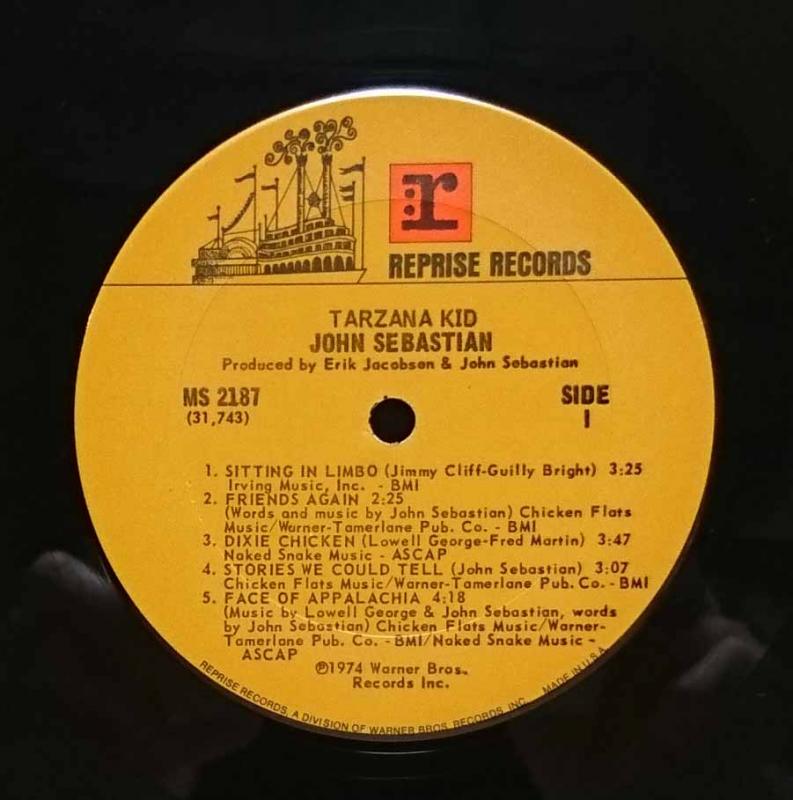 r
REPRISE RECORDS
TARZANA KID
JOHN SEBASTIAN
Produced by Erik Jacobsen & John Sebastian
MS 2187
(31,743)
SIDE
1
1. SITTING IN LIMBO (Jimmy Cliff-Guilly Bright) 3:25
Irving Music, Inc. - BMI
2. FRIENDS AGAIN 2:25
(Words and music by John Sebastian) Chicken Flats
Music/Warner-Tamerlane Pub. Co. - BMI
3. DIXIE CHICKEN (Lowell George-Fred Martin) 3:47
Naked Snake Music - ASCAP
4. STORIES WE COULD TELL (John Sebastian) 3:07
Chicken Flats Music/Warner-Tamerlane Pub. Co. - BMI
5. FACE OF APPALACHIA 4:18
(Music by Lowell George & John Sebastian, words
by John Sebastian) Chicken Flats Music/Warner-
Tamerlane Pub. Co. - BMI/Naked Snake Music -
ASCAP
℗1974 Warner Bros.
Records Inc.
REPRISE RECORDS, A DIVISION OF WARNER BROS. RECORDS, INC. MADE IN U.S.A.